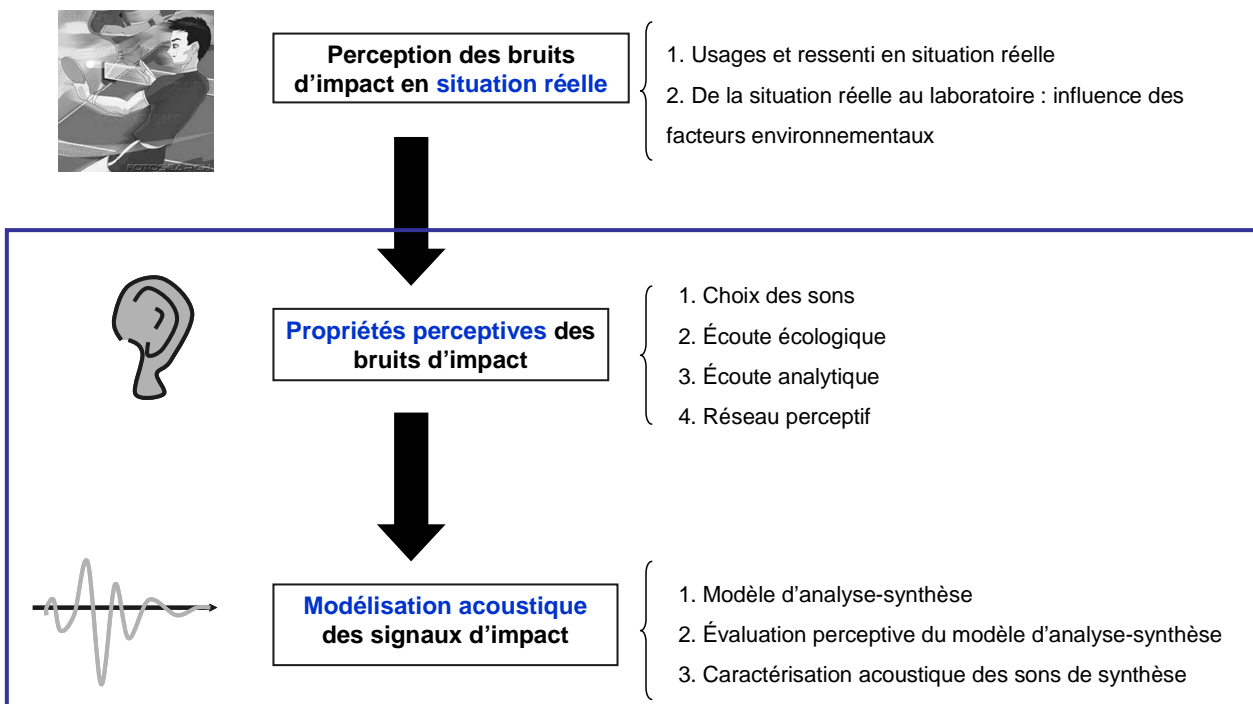 Perception des bruits
d'impact en situation réelle
1. Usages et ressenti en situation réelle
2. De la situation réelle au laboratoire : influence des
facteurs environnementaux
FOTOSEARCH
Propriétés perceptives des
bruits d'impact
1. Choix des sons
2. Écoute écologique
3. Écoute analytique
4. Réseau perceptif
Modélisation acoustique
des signaux d'impact
1. Modèle d'analyse-synthèse
2. Évaluation perceptive du modèle d'analyse-synthèse
3. Caractérisation acoustique des sons de synthèse